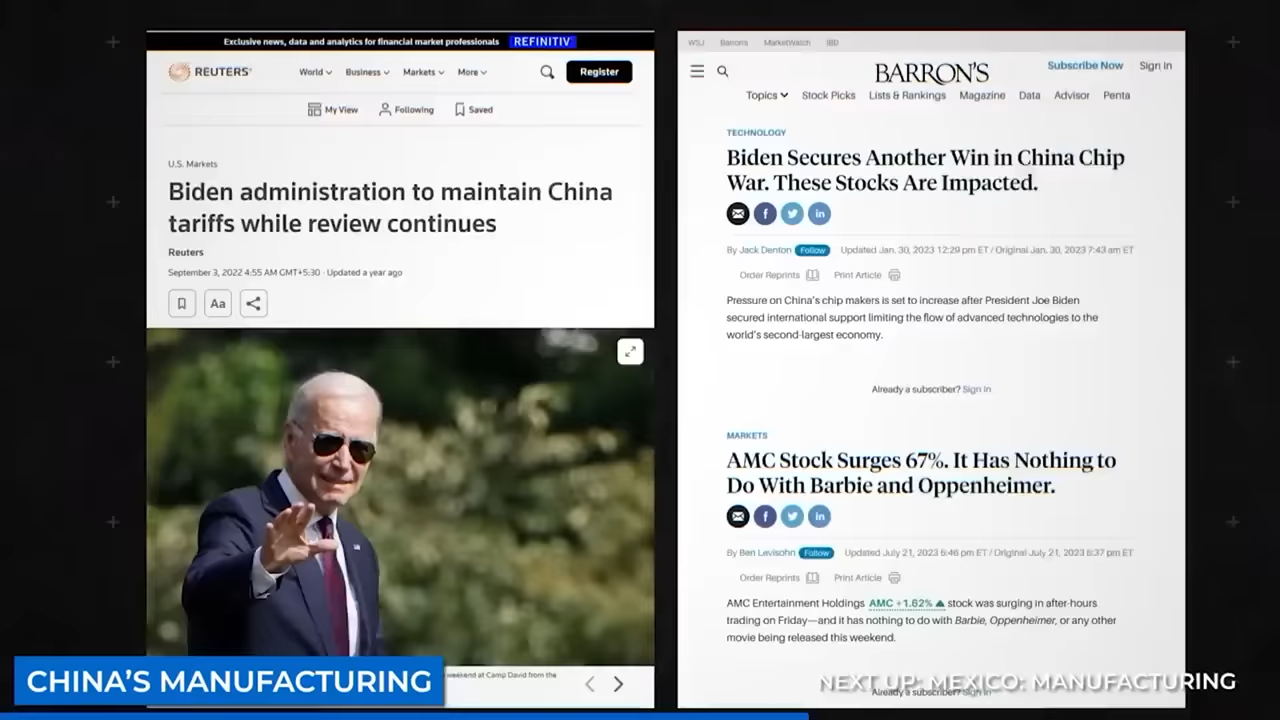 Exclusive news, data and analytics for financial market professionals REFINITIV
REUTERS
World Business Markets More
Register
My View Following Saved
U.S. Markets
Biden administration to maintain China
tariffs while review continues
Reuters
September 3, 2022 4:55 AM GMT+5:30 · Updated a year ago
Aa
weekend at Camp David from the
WSJ Barron's MarketWatch IBD
BARRON'S
Subscribe Now Sign In
Topics Stock Picks Lists & Rankings Magazine Data Advisor Penta
TECHNOLOGY
Biden Secures Another Win in China Chip
War. These Stocks Are Impacted.
By Jack Denton Follow Updated Jan. 30, 2023 12:29 pm ET / Original Jan. 30, 2023 7:43 am ET
Order Reprints Print Article
Pressure on China's chip makers is set to increase after President Joe Biden
secured international support limiting the flow of advanced technologies to the
world's second-largest economy.
Already a subscriber? Sign In
MARKETS
AMC Stock Surges 67%. It Has Nothing to
Do With Barbie and Oppenheimer.
By Ben Levisohn Follow Updated July 21, 2023 6:46 pm ET / Original July 21, 2023 6:37 pm ET
Order Reprints Print Article
AMC Entertainment Holdings AMC +1.62% ▲ stock was surging in after-hours
trading on Friday—and it has nothing to do with Barbie, Oppenheimer, or any other
movie being released this weekend.
Already a subscriber? Sign In
CHINA'S MANUFACTURING
NEXT UP: MEXICO: MANUFACTURING